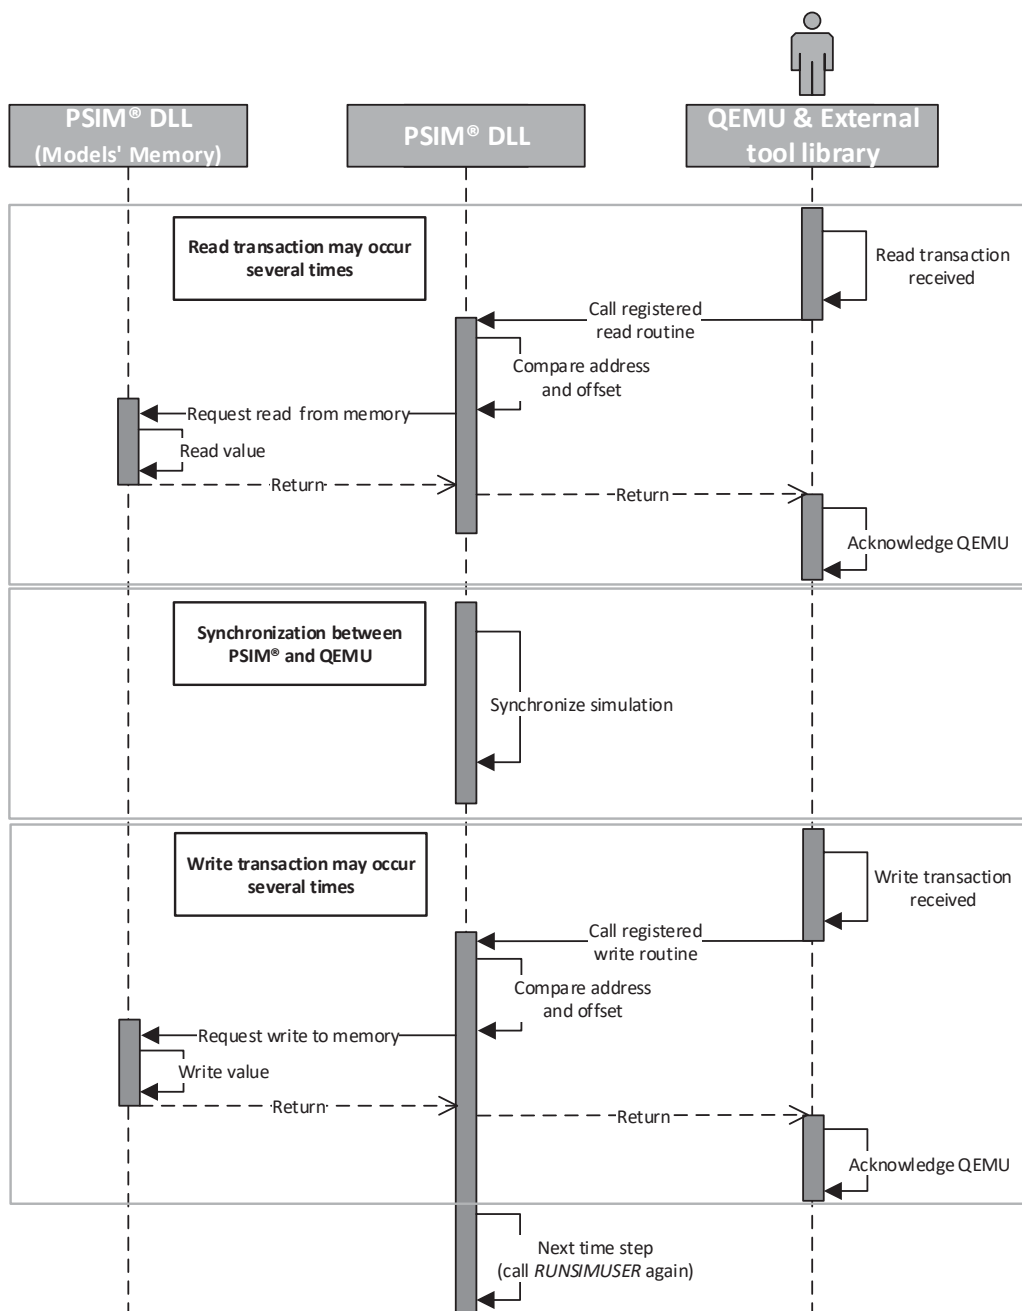 PSIM® DLL
(Models' Memory)
PSIM® DLL
QEMU & External
tool library
Read transaction may occur
several times
Read transaction
received
Call registered
read routine
Compare address
and offset
Request read from memory
Read value
Return
Return
Acknowledge QEMU
Synchronization between
PSIM® and QEMU
Synchronize simulation
Write transaction may occur
several times
Write transaction
received
Call registered
write routine
Compare address
and offset
Request write to memory
Write value
Return
Return
Acknowledge QEMU
Next time step
(call RUNSIMUSER again)